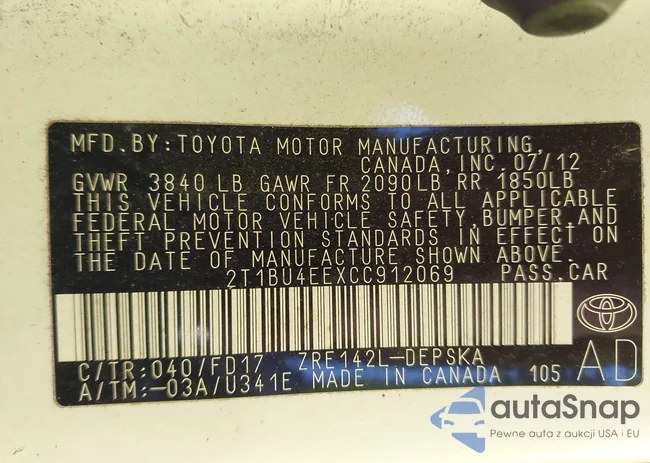 MFD. BY: TOYOTA MOTOR MANUFACTURING,
CANADA, INC. 07/12
GVWR 3840 LB GAWR FR 2090LB RR 1850LB
THIS VEHICLE CONFORMS TO ALL APPLICABLE
FEDERAL MOTOR VEHICLE SAFETY, BUMPER, AND
THEFT PREVENTION STANDARDS IN EFFECT ON
THE DATE OF MANUFACTURE SHOWN ABOVE.
2T1BU4EEXCC912069 PASS. CAR
C/TR: 040/FD17 ZRE142L-DEPSKA
A/TM: -03A/U341E MADE IN CANADA 105 AD
autaSnap
Pewne auta z aukcji USA i EU